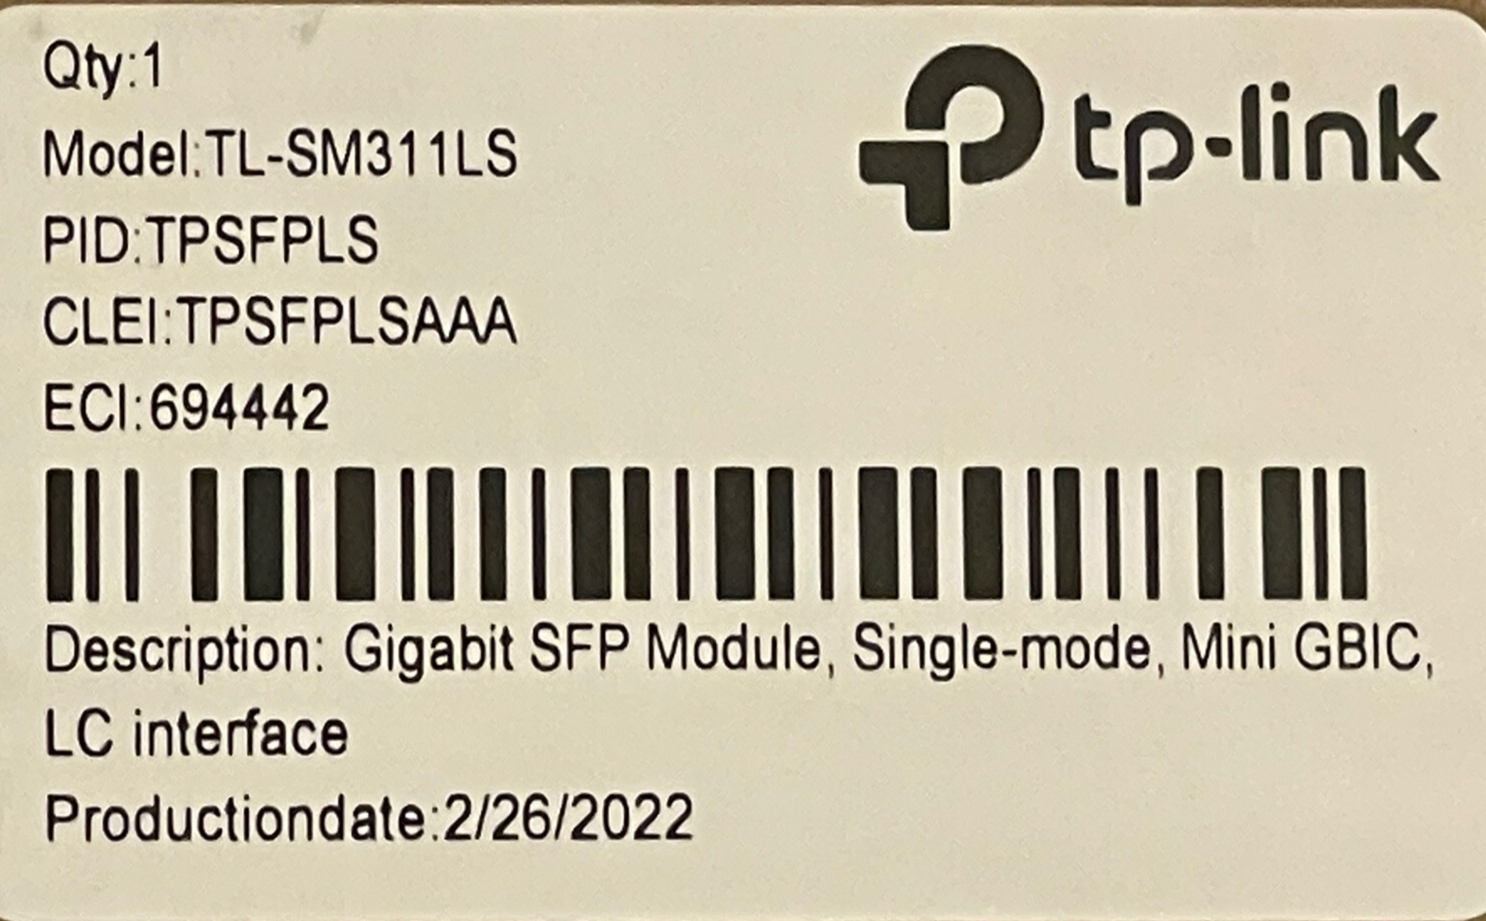 Qty:1
tp-link
Model:TL-SM311LS
PID:TPSFPLS
CLEI:TPSFPLSAAA
ECI:694442
Description: Gigabit SFP Module, Single-mode, Mini GBIC,
LC interface
Productiondate:2/26/2022